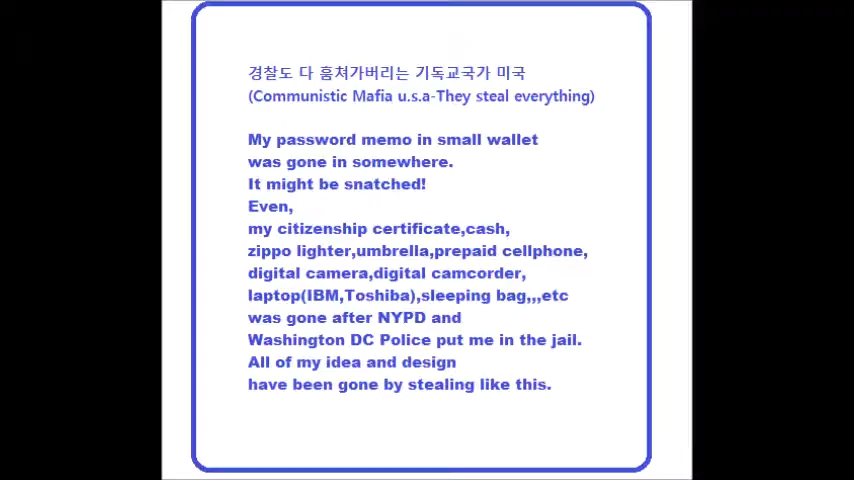 경찰도 다 훔쳐가버리는 기독교국가 미국
(Communistic Mafia u.s.a-They steal everything)
My password memo in small wallet
was gone in somewhere.
It might be snatched!
Even,
my citizenship certificate,cash,
zippo lighter,umbrella,prepaid cellphone,
digital camera,digital camcorder,
laptop(IBM,Toshiba),sleeping bag,,,etc
was gone after NYPD and
Washington DC Police put me in the jail.
All of my idea and design
have been gone by stealing like this.